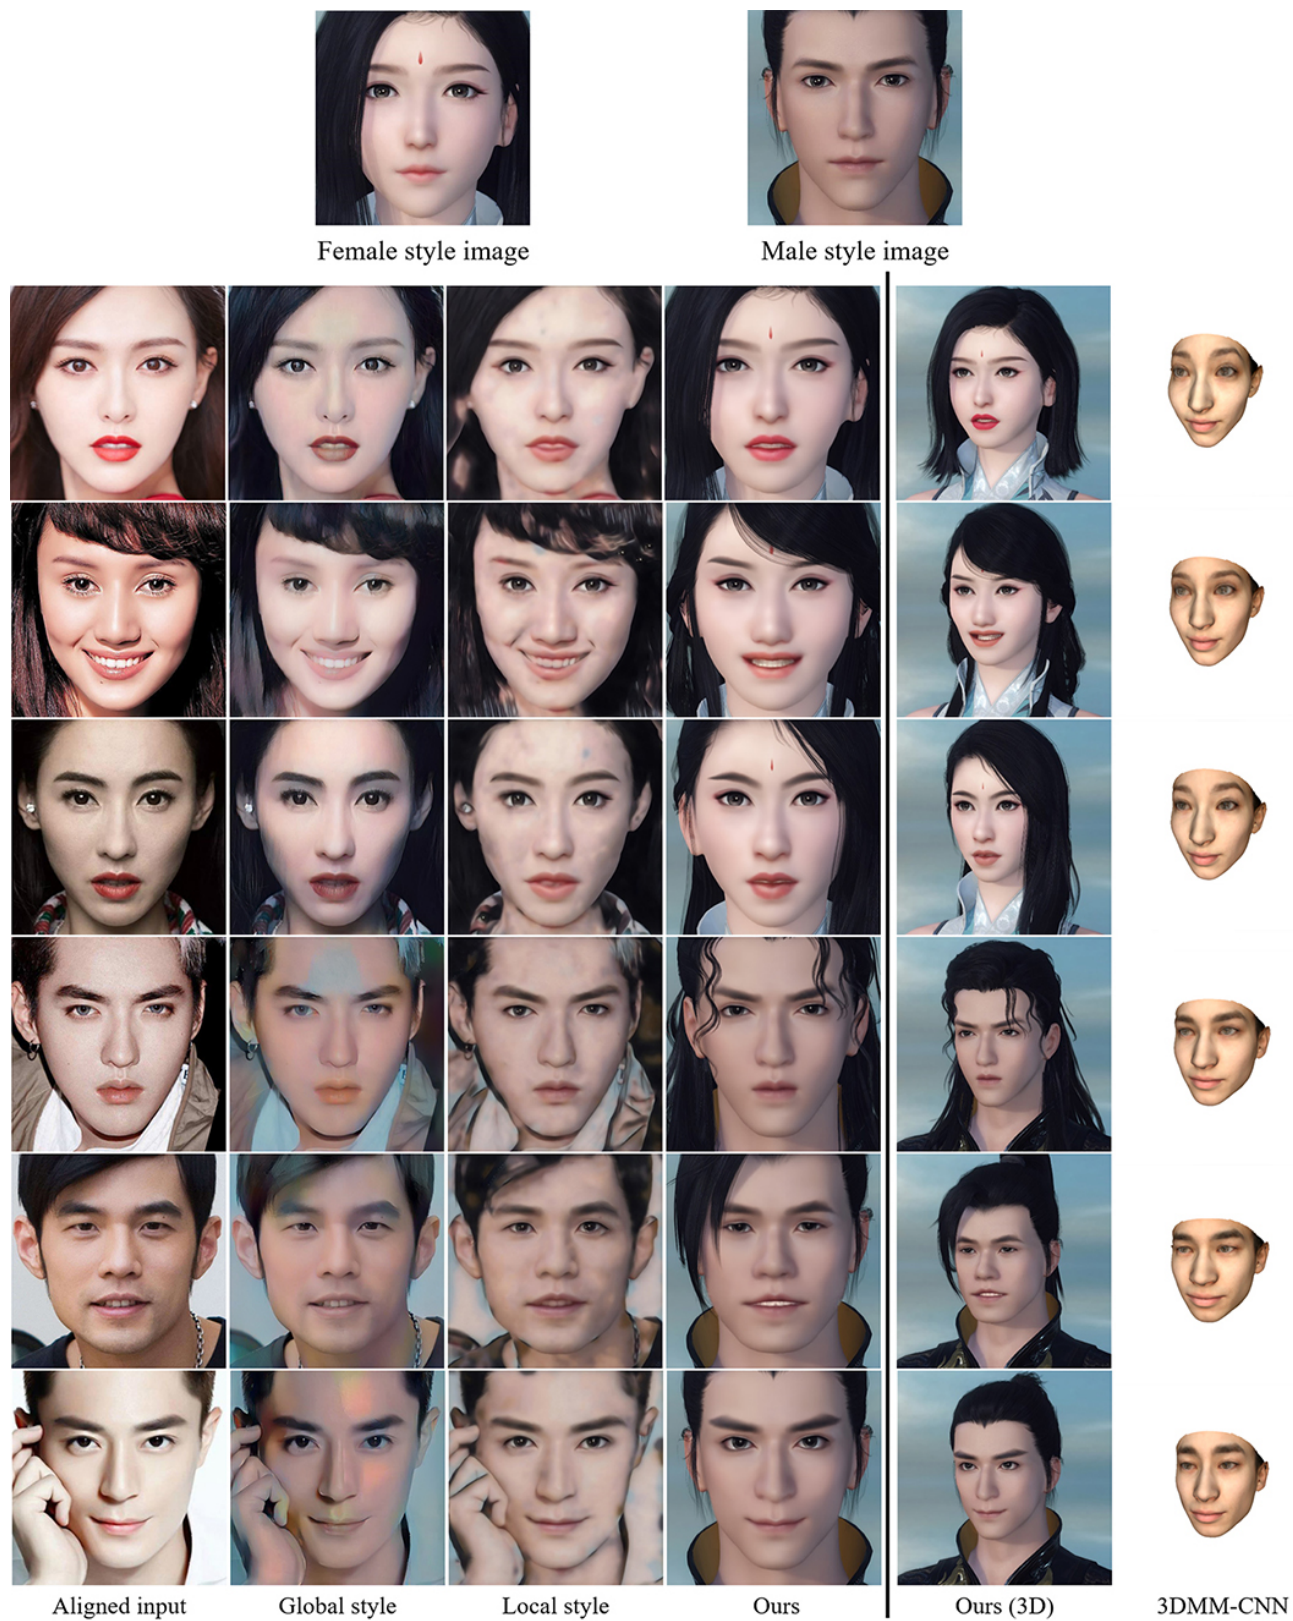 Female style image
Male style image
Aligned input
Global style
Local style
Ours
Ours (3D)
3DMM-CNN